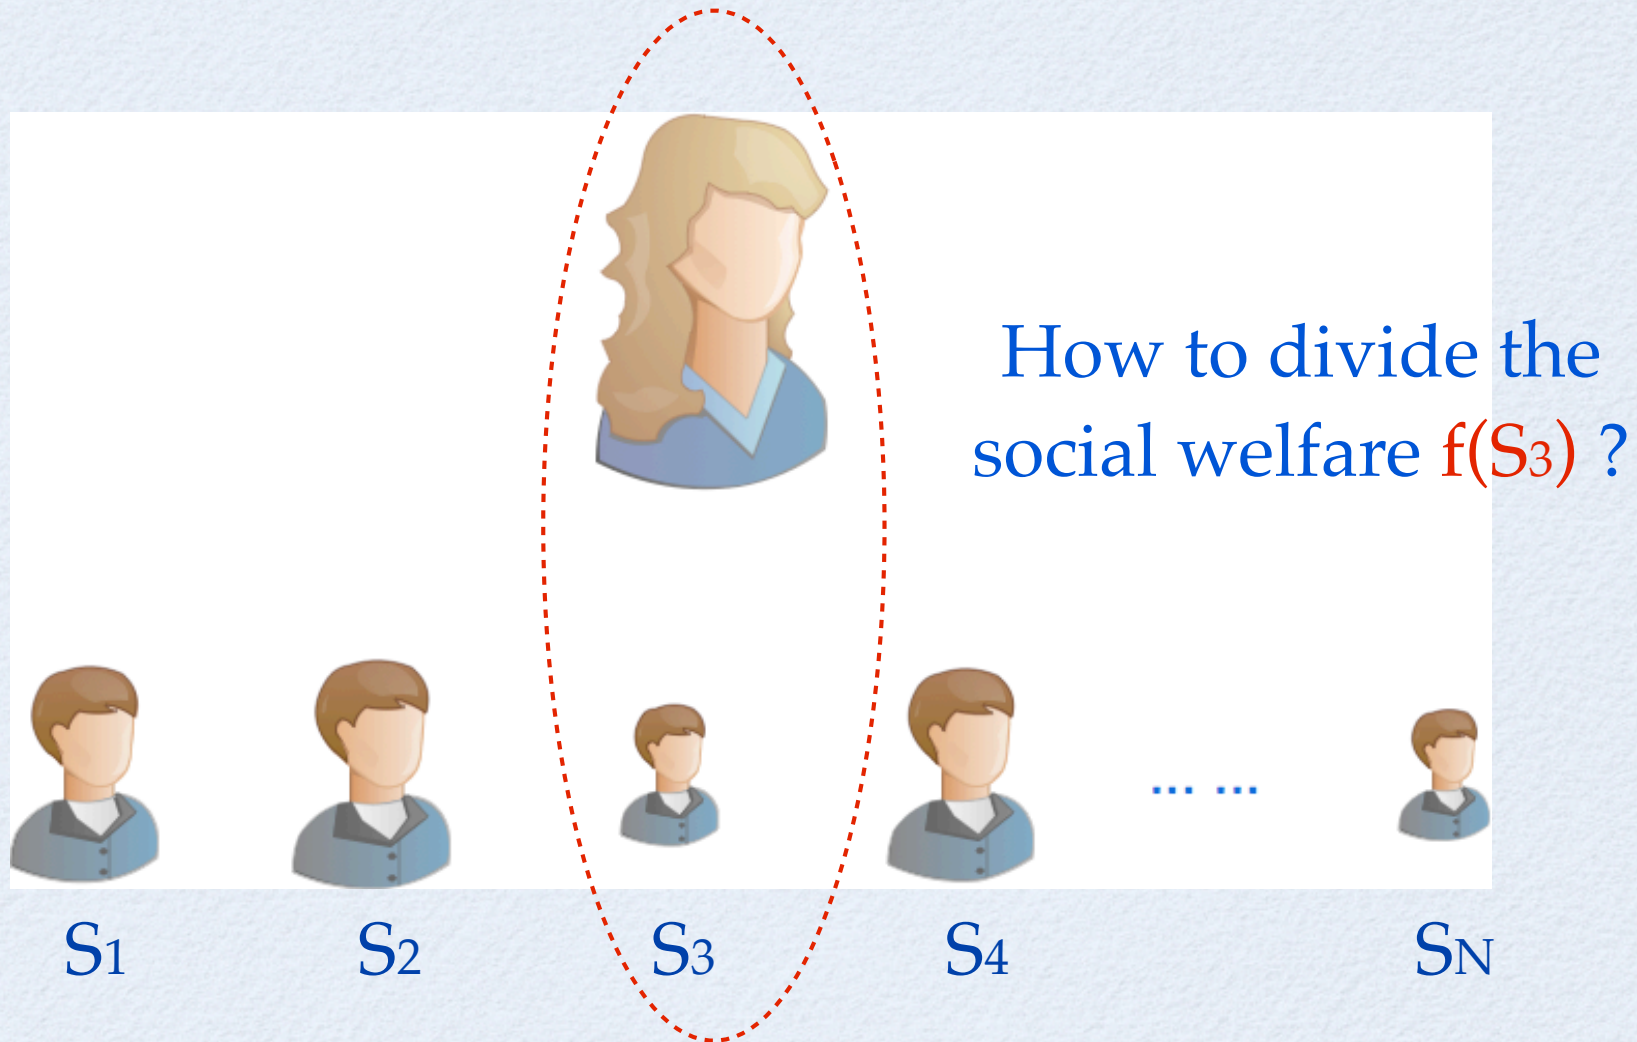 How to divide the
social welfare f(S3) ?
... ...
S1 S2 S3 S4 SN